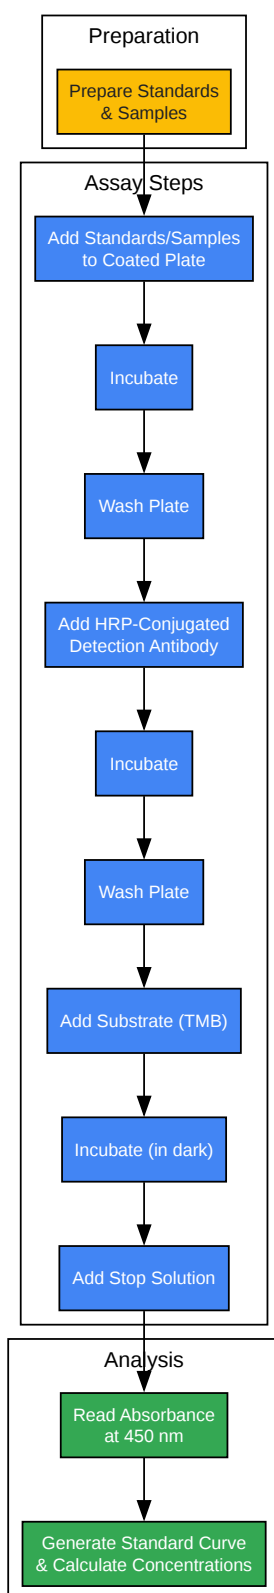 Preparation
Prepare Standards
& Samples
Assay Steps
Add Standards/Samples
to Coated Plate
Incubate
Wash Plate
Add HRP-Conjugated
Detection Antibody
Incubate
Wash Plate
Add Substrate (TMB)
Incubate (in dark)
Add Stop Solution
Analysis
Read Absorbance
at 450 nm
Generate Standard Curve
& Calculate Concentrations